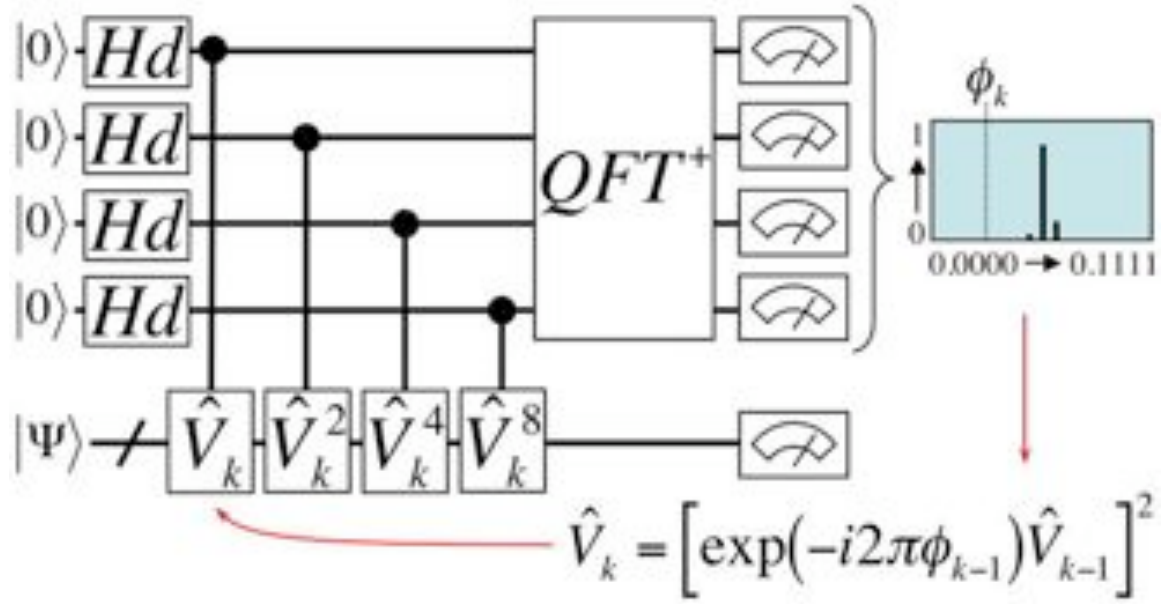 |0⟩ Hd
|0⟩ Hd
|0⟩ Hd
|0⟩ Hd
QFT⁺
ϕₖ
1
0
0.0000 → 0.1111
|Ψ⟩ V̂ₖ V̂ₖ² V̂ₖ⁴ V̂ₖ⁸
V̂ₖ = [exp(−i2πϕₖ₋₁)V̂ₖ₋₁]²